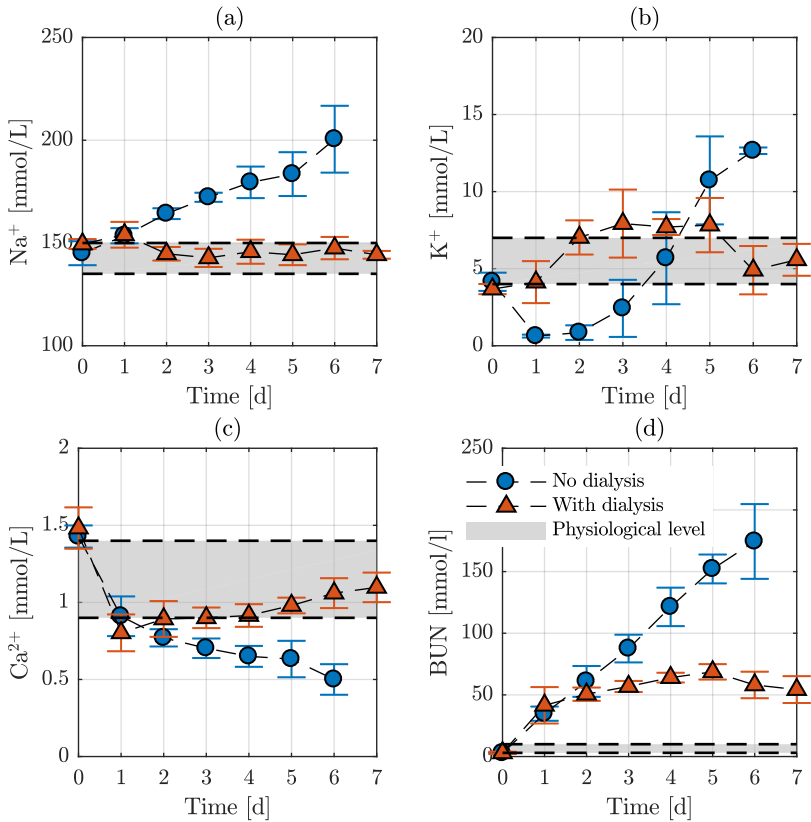 (a)
250
200
150
100
Na⁺ [mmol/L]
0 1 2 3 4 5 6 7
Time [d]
(b)
20
15
10
5
0
K⁺ [mmol/L]
0 1 2 3 4 5 6 7
Time [d]
(c)
2
1.5
1
0.5
0
Ca²⁺ [mmol/L]
0 1 2 3 4 5 6 7
Time [d]
(d)
250
150
100
50
0
BUN [mmol/l]
No dialysis
With dialysis
Physiological level
0 1 2 3 4 5 6 7
Time [d]